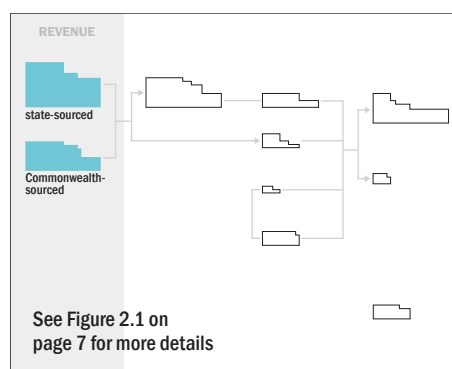 REVENUE
state-sourced
Commonwealth-
sourced
See Figure 2.1 on
page 7 for more details